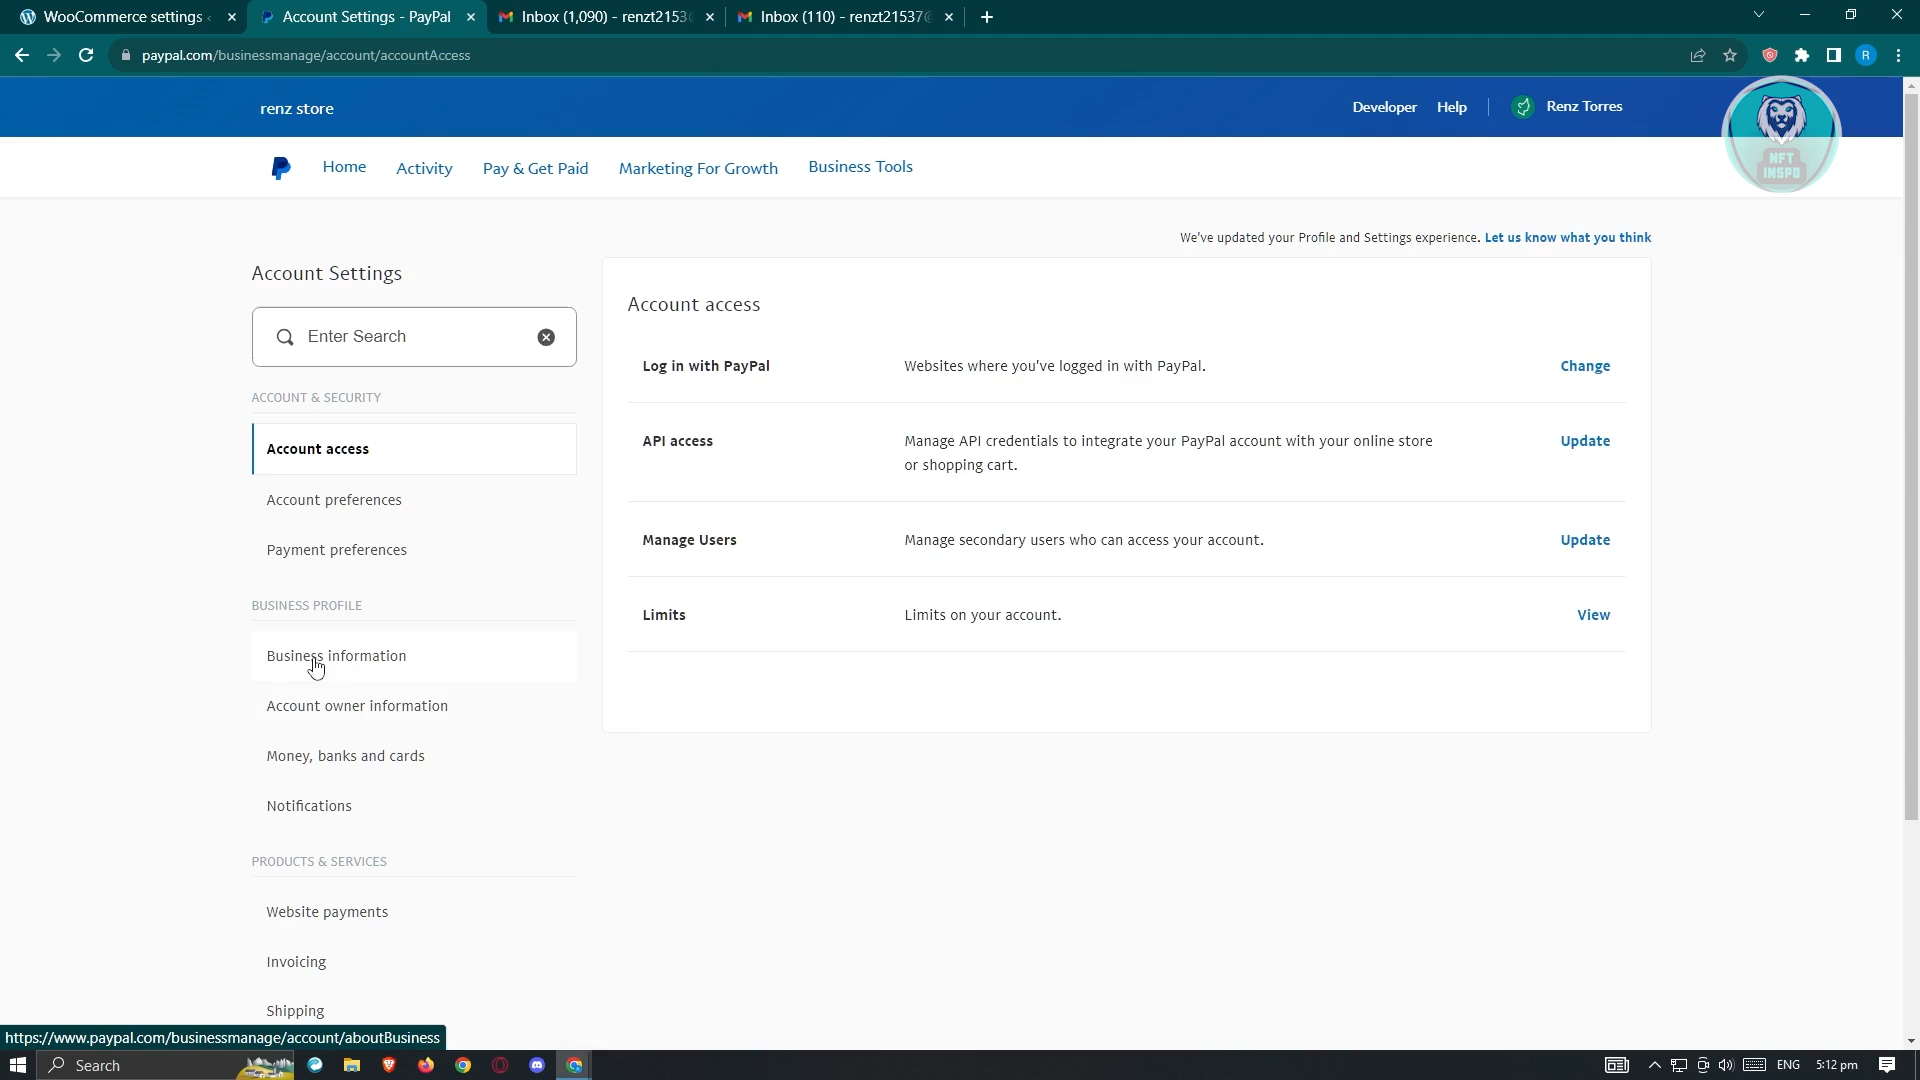 WooCommerce settings
Account Settings - PayPal
Inbox (1,090) - renzt2153
Inbox (110) - renzt21537@
paypal.com/businessmanage/account/accountAccess
R
renz store
Developer
Help
Renz Torres
NFT
INSPO
Home
Activity
Pay & Get Paid
Marketing For Growth
Business Tools
We've updated your Profile and Settings experience. Let us know what you think
Account Settings
Enter Search
ACCOUNT & SECURITY
Account access
Account preferences
Payment preferences
BUSINESS PROFILE
Business information
Account owner information
Money, banks and cards
Notifications
PRODUCTS & SERVICES
Website payments
Invoicing
Shipping
Account access
Log in with PayPal
Websites where you've logged in with PayPal.
Change
API access
Manage API credentials to integrate your PayPal account with your online store
or shopping cart.
Update
Manage Users
Manage secondary users who can access your account.
Update
Limits
Limits on your account.
View
https://www.paypal.com/businessmanage/account/aboutBusiness
Search
ENG
5:12 pm